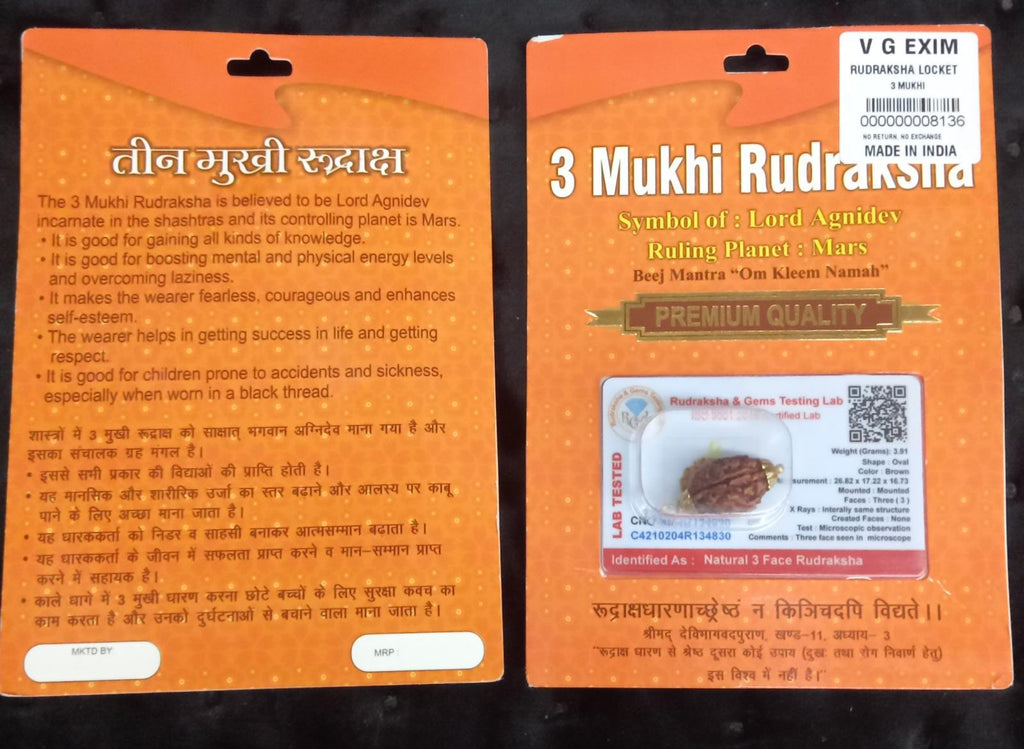 तीन मुखी रूद्राक्ष
The 3 Mukhi Rudraksha is believed to be Lord Agnidev
incarnate in the shashtras and its controlling planet is Mars.
• It is good for gaining all kinds of knowledge.
• It is good for boosting mental and physical energy levels
and overcoming laziness.
• It makes the wearer fearless, courageous and enhances
self-esteem.
• The wearer helps in getting success in life and getting
respect.
• It is good for children prone to accidents and sickness,
especially when worn in a black thread.
शास्त्रों में 3 मुखी रूद्राक्ष को साक्षात् भगवान अग्निदेव माना गया है और
इसका संचालक ग्रह मंगल है।
• इससे सभी प्रकार की विद्याओं की प्राप्ति होती है।
• यह मानसिक और शारीरिक उर्जा का स्तर बढ़ाने और आलस्य पर काबू
पाने के लिए अच्छा माना जाता है।
• यह धारककर्ता को निडर व साहसी बनाकर आत्मसम्मान बढाता है।
• यह धारककर्ता के जीवन में सफलता प्राप्त करने व मान-सम्मान प्राप्त
करने में सहायक है।
• काले धागे में 3 मुखी धारण करना छोटे बच्चों के लिए सुरक्षा कवच का
काम करता है और उनको दुर्घटनाओं से बचाने वाला माना जाता है।
MKTD BY
MRP :
V G EXIM
RUDRAKSHA LOCKET
3 MUKHI
000000008136
NO RETURN, NO EXCHANGE
MADE IN INDIA
3 Mukhi Rudraksha
Symbol of : Lord Agnidev
Ruling Planet : Mars
Beej Mantra “Om Kleem Namah”
PREMIUM QUALITY
Rudraksha & Gems Testing Lab
Lab
LAB TESTED
Weight (Grams): 3.91
Shape : Oval
Color : Brown
26.82 x 17.22 x 16.73
Mounted : Mounted
Faces : Three ( 3 )
X Rays : Interally same structure
Created Faces : None
Test : Microscopic observation
Comments : Three face seen in microscope
C4210204R134830
Identified As : Natural 3 Face Rudraksha
रूद्राक्षधारणाच्छ्रेष्ठं न किञिचदपि विद्यते।।
श्रीमद् देविभागवदपुराण, खण्ड-11, अध्याय- 3
"रूद्राक्ष धारण से श्रेष्ठ दूसरा कोई उपाय (दुखः तथा रोग निवार्ण हेतु)
इस विश्व में नहीं है।"